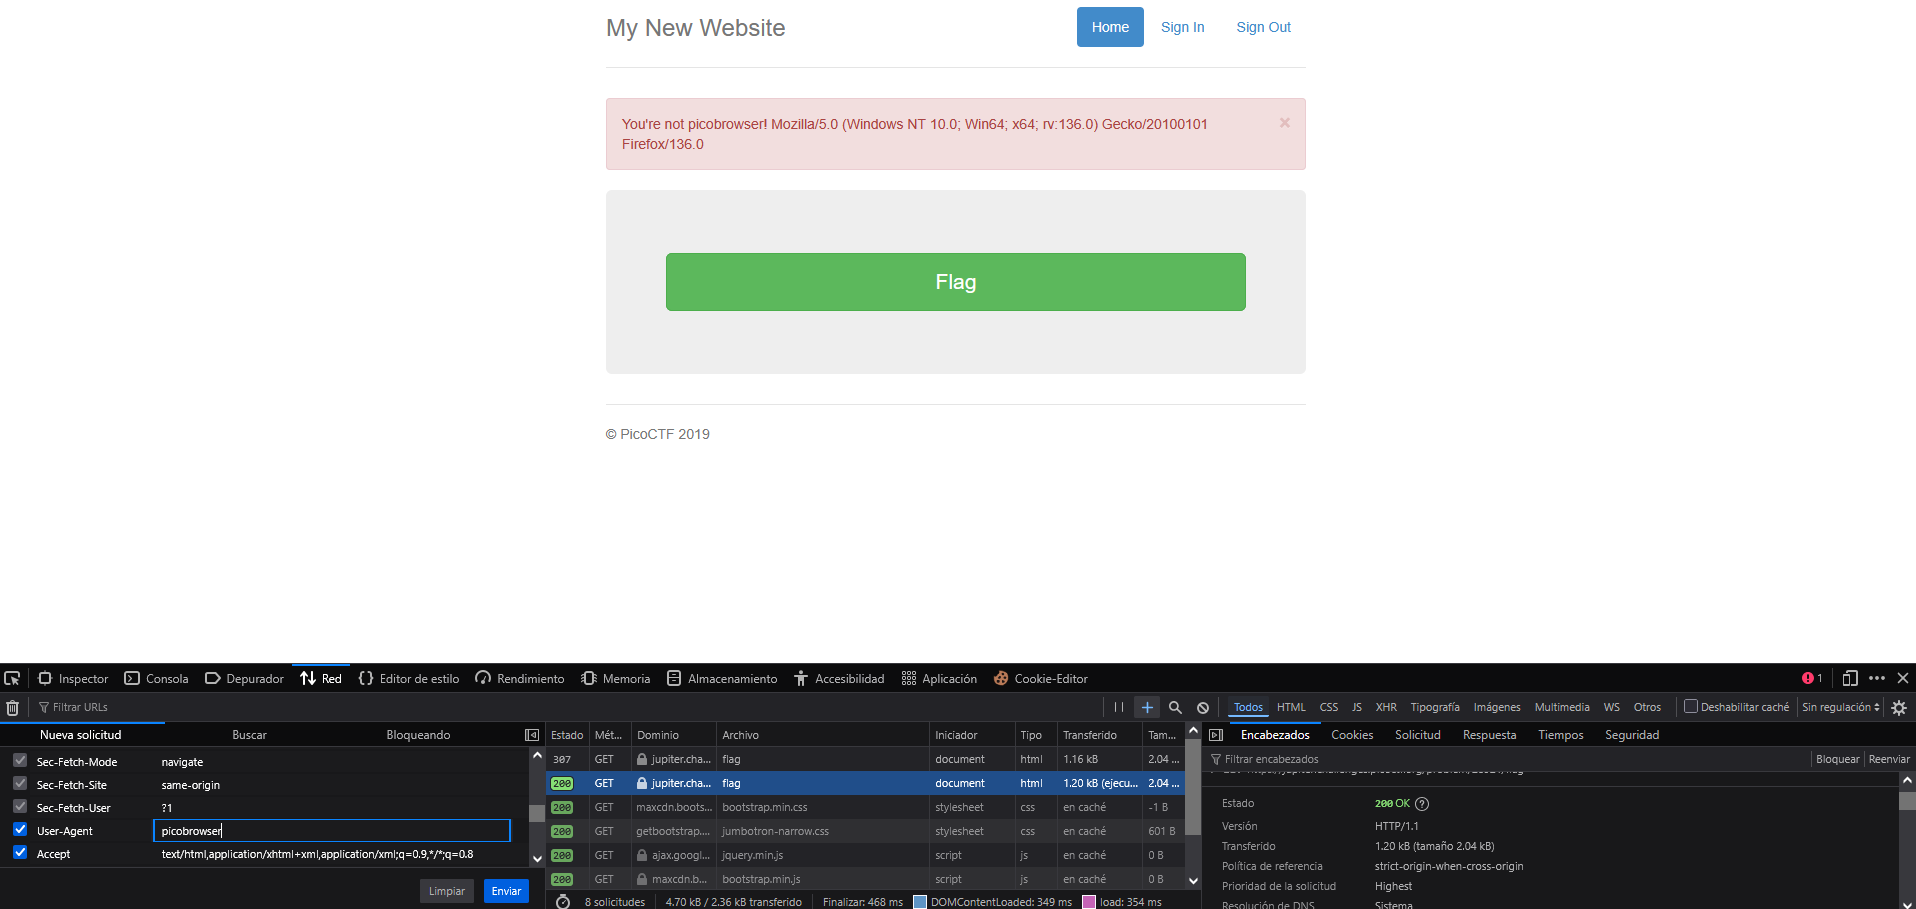 My New Website
Home
Sign In
Sign Out
You're not picobrowser! Mozilla/5.0 (Windows NT 10.0; Win64; x64; rv:136.0) Gecko/20100101
Firefox/136.0
×
Flag
© PicoCTF 2019
Inspector Consola Depurador Red Editor de estilo Rendimiento Memoria Almacenamiento Accesibilidad Aplicación Cookie-Editor 1
Filtrar URLs Todos HTML CSS JS XHR Tipografía Imágenes Multimedia WS Otros Deshabilitar caché Sin regulación
Nueva solicitud Buscar Bloqueando
Sec-Fetch-Mode navigate
Sec-Fetch-Site same-origin
Sec-Fetch-User ?1
User-Agent picobrowser
Accept text/html,application/xhtml+xml,application/xml;q=0.9,*/*;q=0.8
Limpiar Enviar
Estado Mét... Dominio Archivo Iniciador Tipo Transferido Tam...
307 GET jupiter.cha... flag document html 1.16 kB 2.04 ...
200 GET jupiter.cha... flag document html 1.20 kB (ejecu... 2.04 ...
200 GET maxcdn.boots... bootstrap.min.css stylesheet css en caché -1 B
200 GET getbootstrap.... jumbotron-narrow.css stylesheet css en caché 601 B
200 GET ajax.googl... jquery.min.js script js en caché 0 B
200 GET maxcdn.b... bootstrap.min.js script js en caché 0 B
8 solicitudes 4.70 kB / 2.36 kB transferido Finalizar: 468 ms DOMContentLoaded: 349 ms load: 354 ms
Encabezados Cookies Solicitud Respuesta Tiempos Seguridad
Filtrar encabezados Bloquear Reenviar
Estado 200 OK ?
Versión HTTP/1.1
Transferido 1.20 kB (tamaño 2.04 kB)
Política de referencia strict-origin-when-cross-origin
Prioridad de la solicitud Highest
Resolución de DNS Sistema